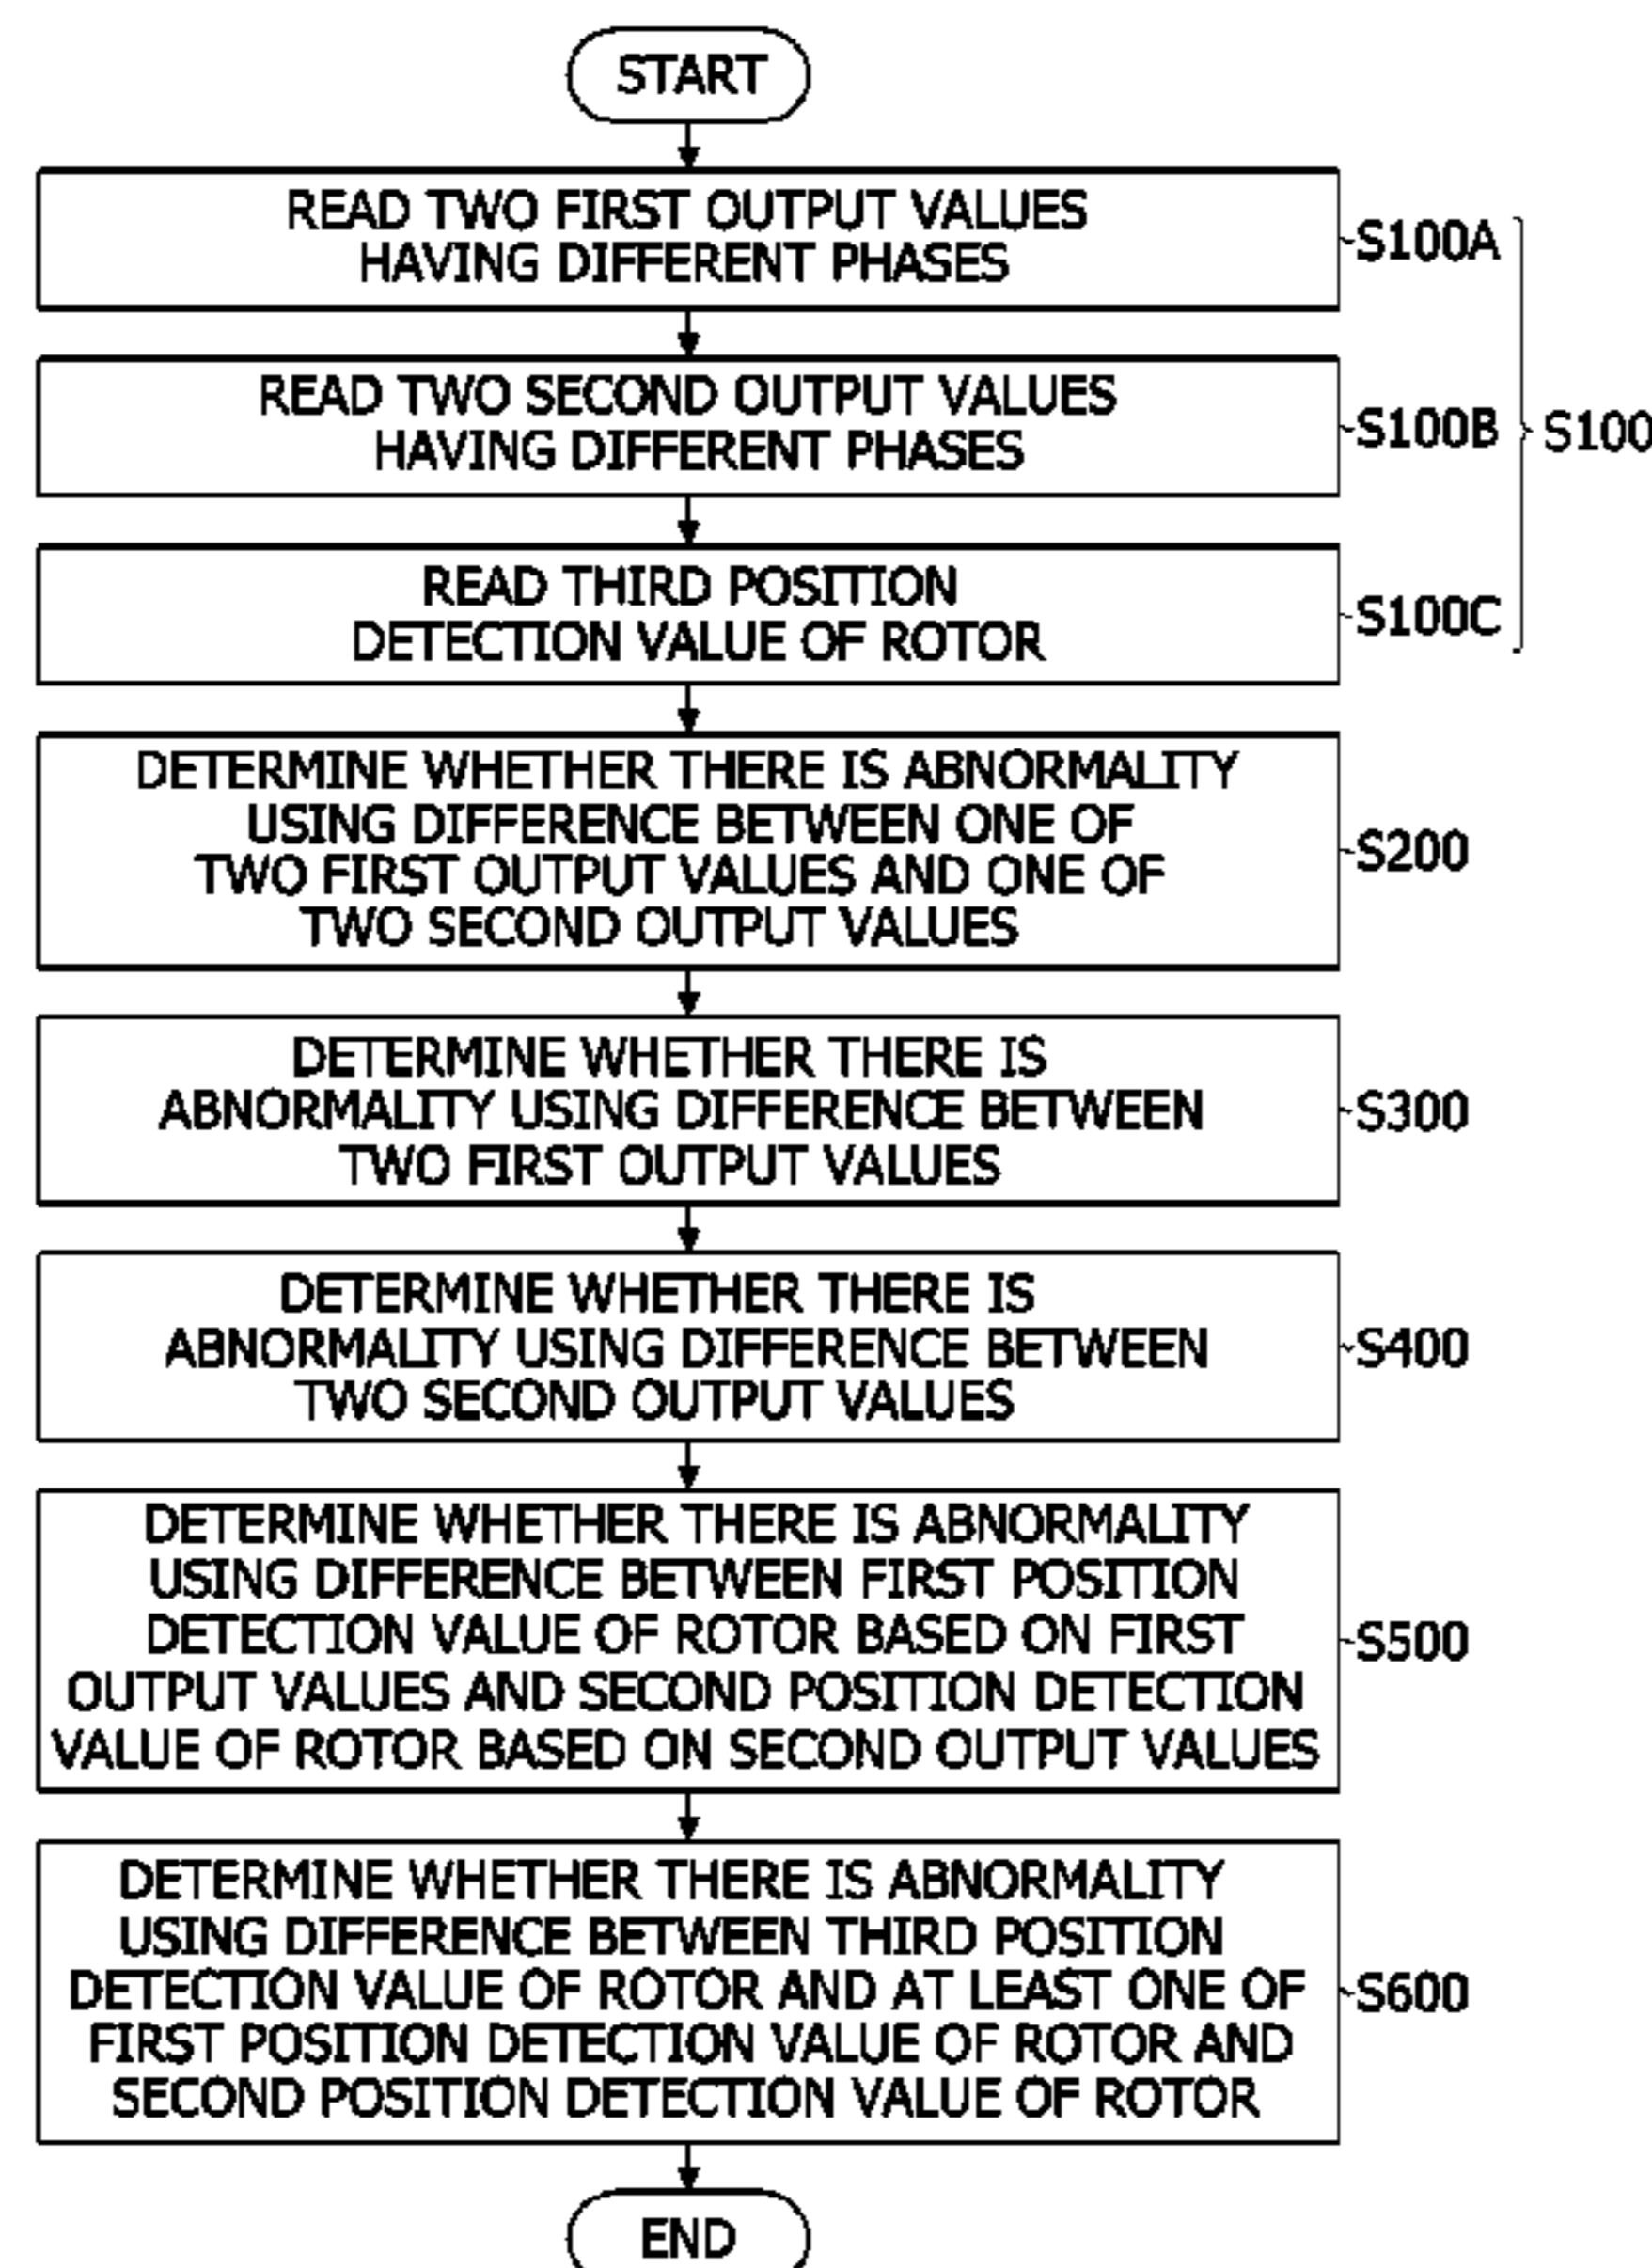 START
READ TWO FIRST OUTPUT VALUES
HAVING DIFFERENT PHASES
S100A
READ TWO SECOND OUTPUT VALUES
HAVING DIFFERENT PHASES
S100B
S100
READ THIRD POSITION
DETECTION VALUE OF ROTOR
S100C
DETERMINE WHETHER THERE IS ABNORMALITY
USING DIFFERENCE BETWEEN ONE OF
TWO FIRST OUTPUT VALUES AND ONE OF
TWO SECOND OUTPUT VALUES
S200
DETERMINE WHETHER THERE IS
ABNORMALITY USING DIFFERENCE BETWEEN
TWO FIRST OUTPUT VALUES
S300
DETERMINE WHETHER THERE IS
ABNORMALITY USING DIFFERENCE BETWEEN
TWO SECOND OUTPUT VALUES
S400
DETERMINE WHETHER THERE IS ABNORMALITY
USING DIFFERENCE BETWEEN FIRST POSITION
DETECTION VALUE OF ROTOR BASED ON FIRST
OUTPUT VALUES AND SECOND POSITION DETECTION
VALUE OF ROTOR BASED ON SECOND OUTPUT VALUES
S500
DETERMINE WHETHER THERE IS ABNORMALITY
USING DIFFERENCE BETWEEN THIRD POSITION
DETECTION VALUE OF ROTOR AND AT LEAST ONE OF
FIRST POSITION DETECTION VALUE OF ROTOR AND
SECOND POSITION DETECTION VALUE OF ROTOR
S600
END